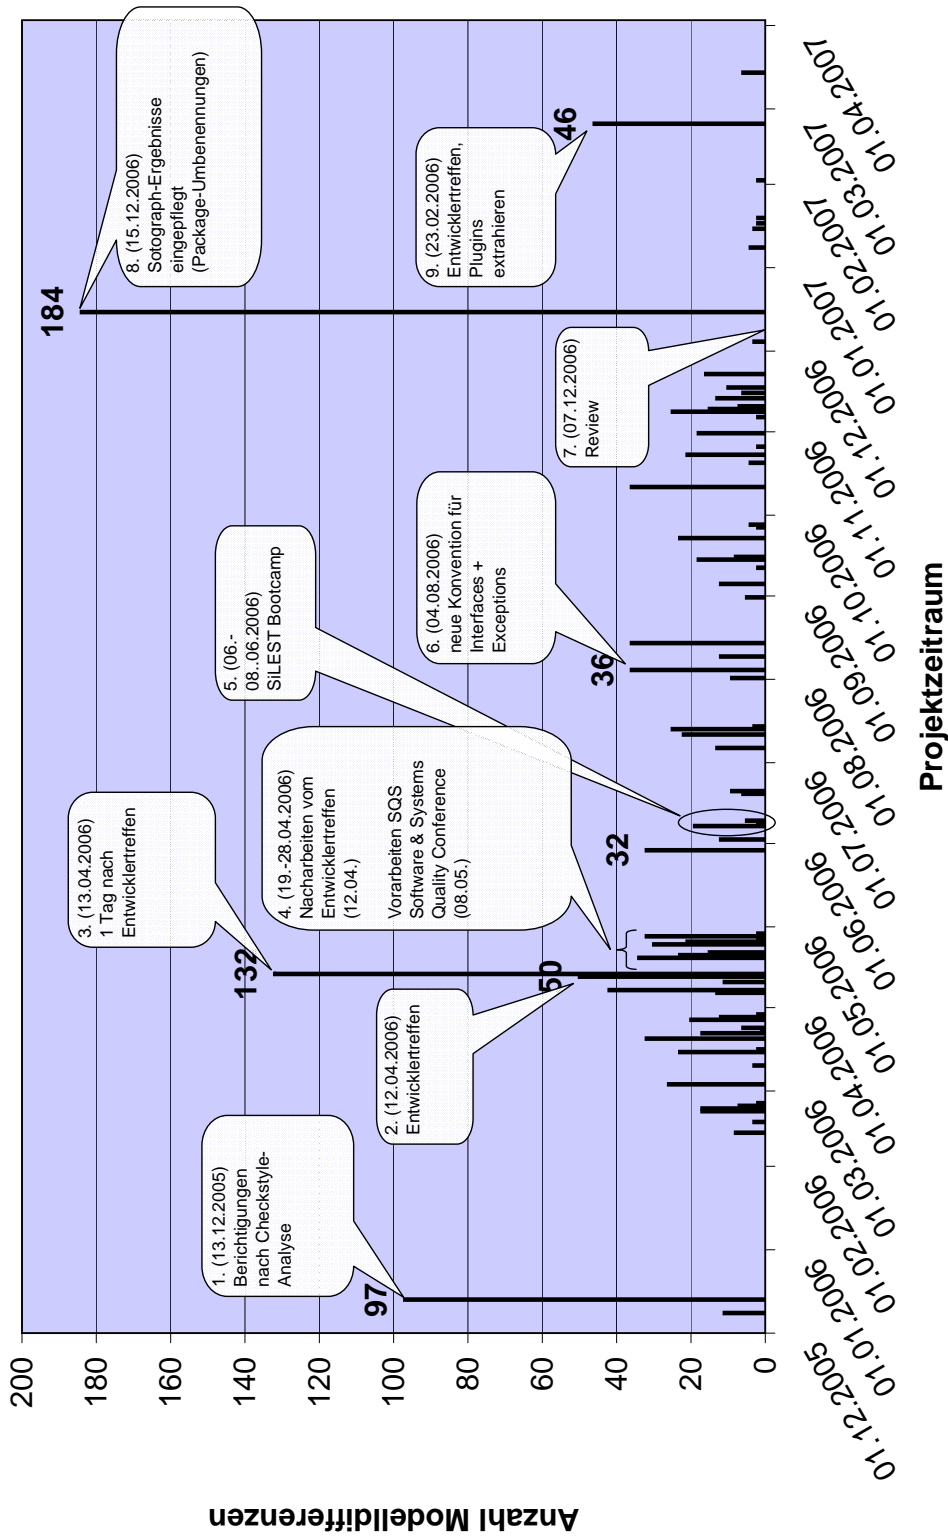 Anzahl Modelldifferenzen
200
180
160
140
120
100
80
60
40
20
0
97
1. (13.12.2005)
Berichtigungen
nach Checkstyle-
Analyse
50
2. (12.04.2006)
Entwicklertreffen
132
3. (13.04.2006)
1 Tag nach
Entwicklertreffen
4. (19.-28.04.2006)
Nacharbeiten vom
Entwicklertreffen
(12.04.)
Vorarbeiten SQS
Software & Systems
Quality Conference
(08.05.)
32
5. (06.-
08..06.2006)
SiLEST Bootcamp
36
6. (04.08.2006)
neue Konvention für
Interfaces +
Exceptions
7. (07.12.2006)
Review
184
8. (15.12.2006)
Sotograph-Ergebnisse
eingepflegt
(Package-Umbenennungen)
46
9. (23.02.2006)
Entwicklertreffen,
Plugins
extrahieren
01.12.2005
01.01.2006
01.02.2006
01.03.2006
01.04.2006
01.05.2006
01.06.2006
01.07.2006
01.08.2006
01.09.2006
01.10.2006
01.11.2006
01.12.2006
01.01.2007
01.02.2007
01.03.2007
01.04.2007
Projektzeitraum